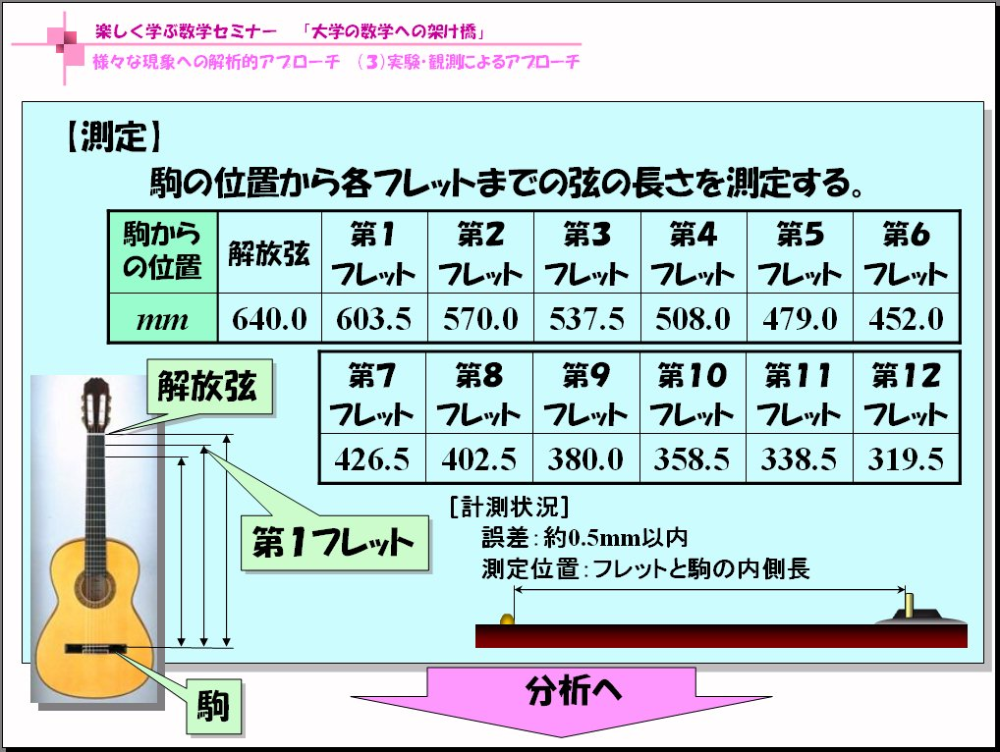 楽しく学ぶ数学セミナー 「大学の数学への架け橋」
様々な現象への解析的アプローチ (3)実験・観測によるアプローチ
【測定】
駒の位置から各フレットまでの弦の長さを測定する。
駒からの位置 解放弦 第1フレット 第2フレット 第3フレット 第4フレット 第5フレット 第6フレット
mm 640.0 603.5 570.0 537.5 508.0 479.0 452.0
第7フレット 第8フレット 第9フレット 第10フレット 第11フレット 第12フレット
426.5 402.5 380.0 358.5 338.5 319.5
解放弦
第1フレット
駒
[計測状況]
誤差:約0.5mm以内
測定位置:フレットと駒の内側長
分析へ